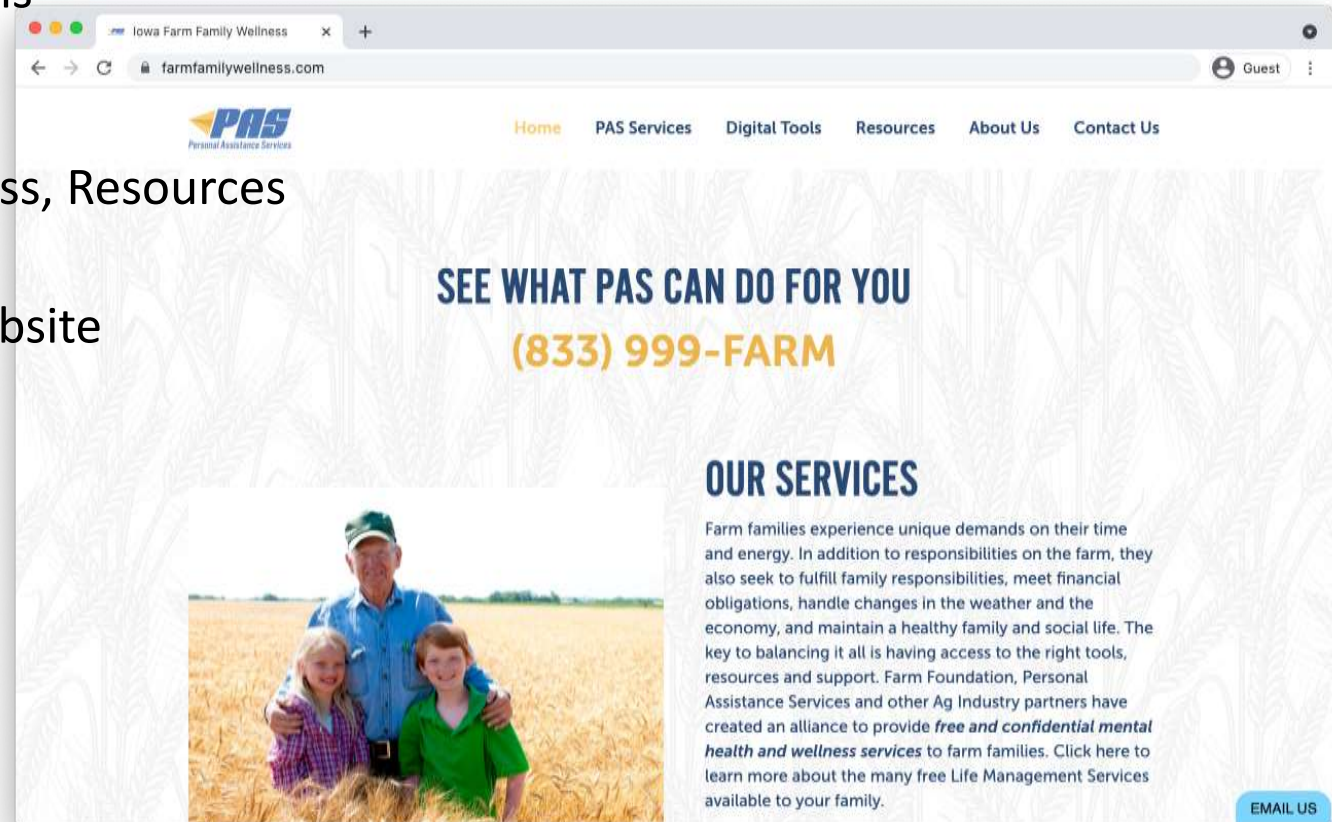 Iowa Farm Family Wellness
farmfamilywellness.com
Guest
PAS
Personal Assistance Services
Home PAS Services Digital Tools Resources About Us Contact Us
ss, Resources
bsite
SEE WHAT PAS CAN DO FOR YOU
(833) 999-FARM
OUR SERVICES
Farm families experience unique demands on their time
and energy. In addition to responsibilities on the farm, they
also seek to fulfill family responsibilities, meet financial
obligations, handle changes in the weather and the
economy, and maintain a healthy family and social life. The
key to balancing it all is having access to the right tools,
resources and support. Farm Foundation, Personal
Assistance Services and other Ag Industry partners have
created an alliance to provide free and confidential mental
health and wellness services to farm families. Click here to
learn more about the many free Life Management Services
available to your family.
EMAIL US